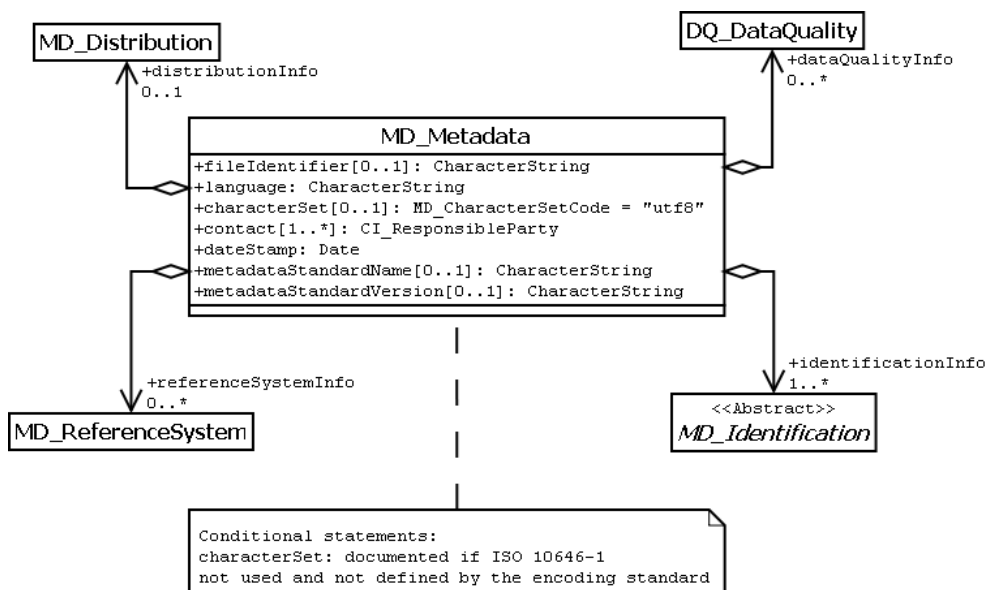 MD_Distribution
DQ_DataQuality
+distributionInfo
0..1
+dataQualityInfo
0..*
MD_Metadada
+fileIdentifier[0..1]: CharacterString
+language: CharacterString
+characterSet[0..1]: MD_CharacterSetCode = "utf8"
+contact[1..*]: CI_ResponsibleParty
+dateStamp: Date
+metadataStandardName[0..1]: CharacterString
+metadataStandardVersion[0..1]: CharacterString
+referenceSystemInfo
0..*
+identificationInfo
1..*
MD_ReferenceSystem
<<Abstract>>
MD_Identification
Conditional statements:
characterSet: documented if ISO 10646-1
not used and not defined by the encoding standard